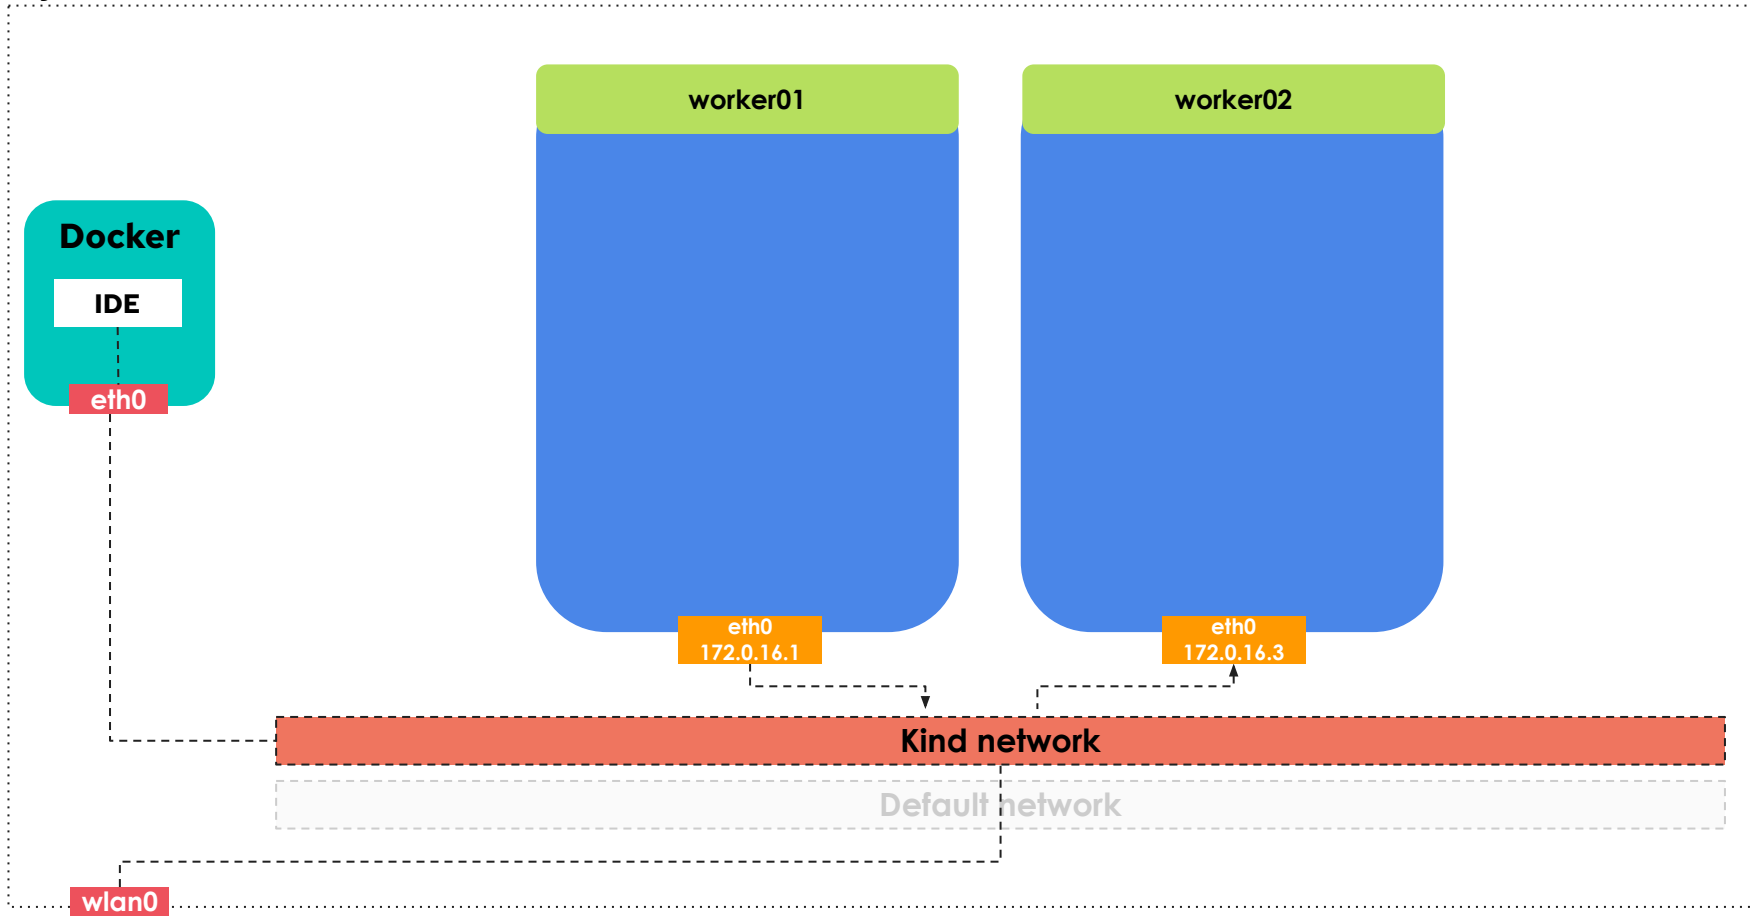 worker01
worker02
Docker
IDE
eth0
eth0
172.0.16.1
eth0
172.0.16.3
Kind network
Default network
wlan0